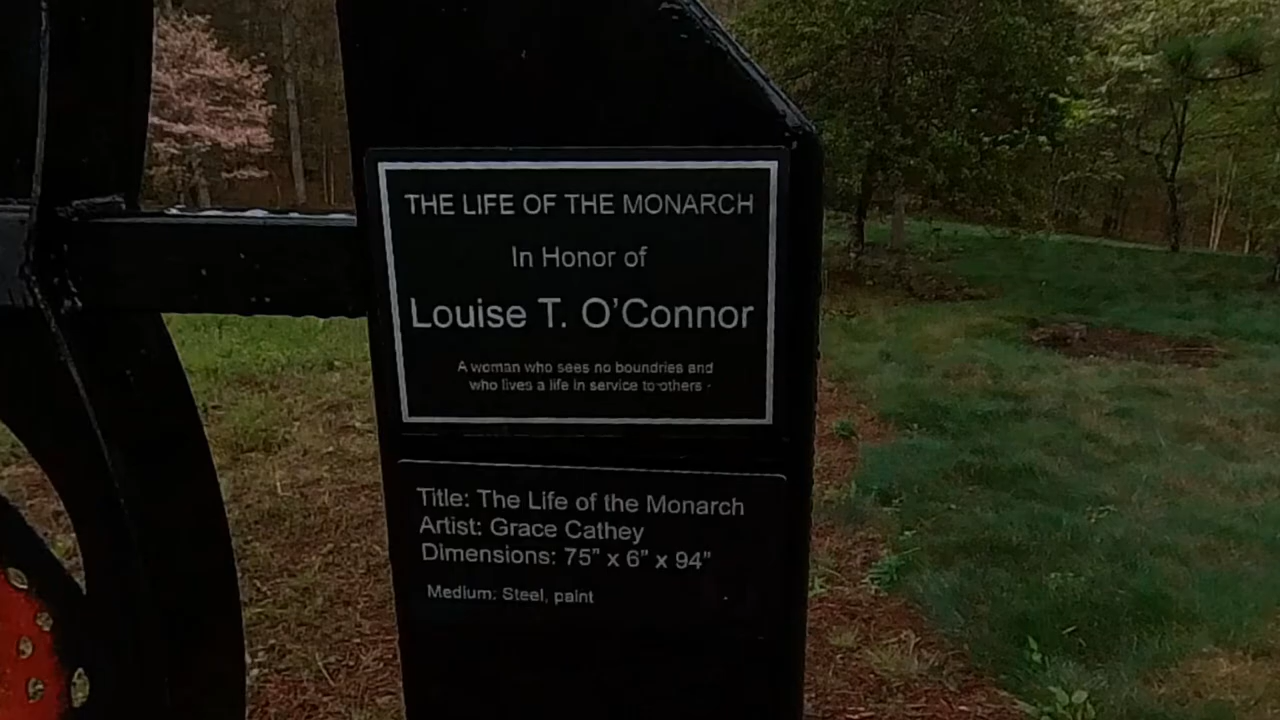 THE LIFE OF THE MONARCH
In Honor of
Louise T. O’Connor
A woman who sees no boundries and
who lives a life in service to others
Title: The Life of the Monarch
Artist: Grace Cathey
Dimensions: 75” x 6” x 94”
Medium: Steel, paint